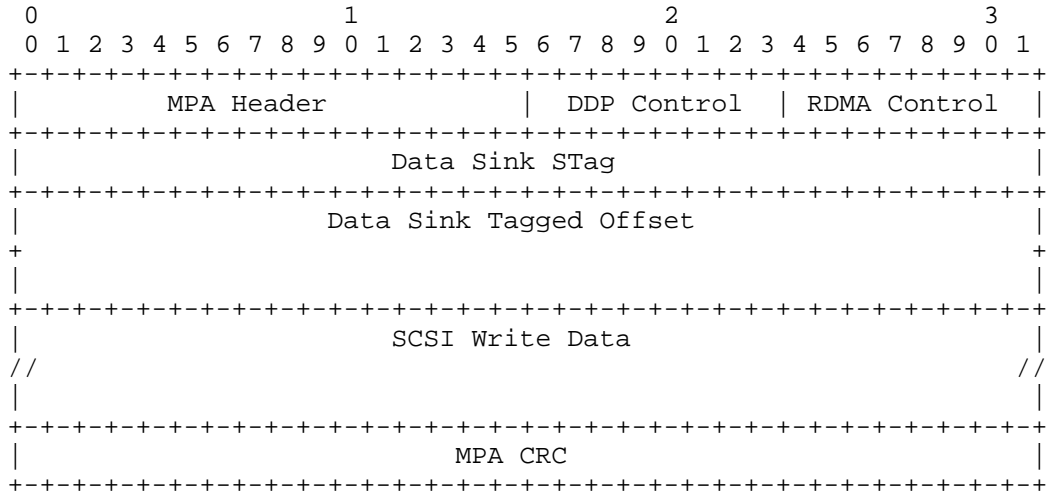 0                   1                   2                   3
 0 1 2 3 4 5 6 7 8 9 0 1 2 3 4 5 6 7 8 9 0 1 2 3 4 5 6 7 8 9 0 1
+-+-+-+-+-+-+-+-+-+-+-+-+-+-+-+-+-+-+-+-+-+-+-+-+-+-+-+-+-+-+-+-+
|         MPA Header            |  DDP Control  | RDMA Control  |
+-+-+-+-+-+-+-+-+-+-+-+-+-+-+-+-+-+-+-+-+-+-+-+-+-+-+-+-+-+-+-+-+
|                       Data Sink STag                          |
+-+-+-+-+-+-+-+-+-+-+-+-+-+-+-+-+-+-+-+-+-+-+-+-+-+-+-+-+-+-+-+-+
|                   Data Sink Tagged Offset                     |
+                                                               +
|                                                               |
+-+-+-+-+-+-+-+-+-+-+-+-+-+-+-+-+-+-+-+-+-+-+-+-+-+-+-+-+-+-+-+-+
|                       SCSI Write Data                         |
//                                                             //
|                                                               |
+-+-+-+-+-+-+-+-+-+-+-+-+-+-+-+-+-+-+-+-+-+-+-+-+-+-+-+-+-+-+-+-+
|                           MPA CRC                             |
+-+-+-+-+-+-+-+-+-+-+-+-+-+-+-+-+-+-+-+-+-+-+-+-+-+-+-+-+-+-+-+-+